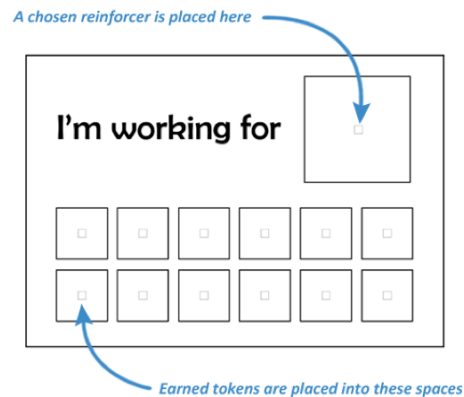 A chosen reinforcer is placed here
I'm working for
Earned tokens are placed into these spaces